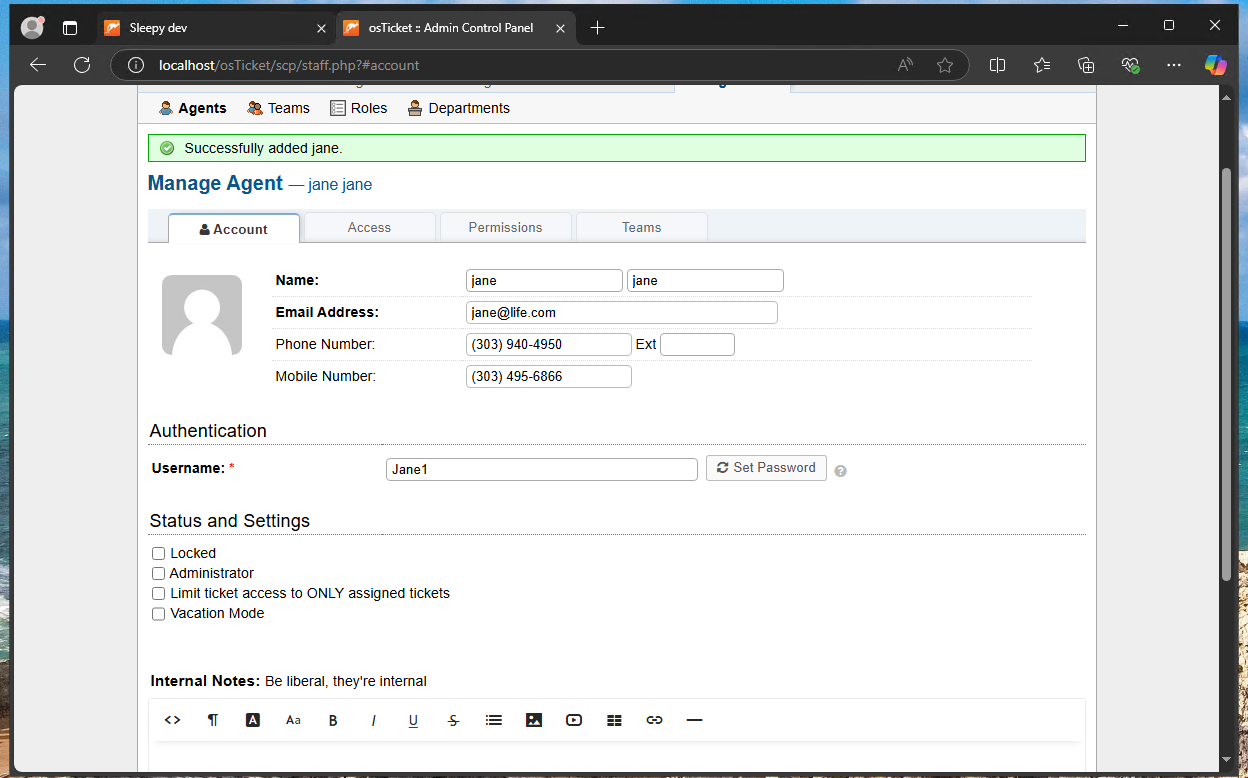 Sleepy dev
osTicket :: Admin Control Panel
localhost/osTicket/scp/staff.php?#account
Agents Teams Roles Departments
Successfully added jane.
Manage Agent — jane jane
Account Access Permissions Teams
Name: jane jane
Email Address: jane@life.com
Phone Number: (303) 940-4950 Ext
Mobile Number: (303) 495-6866
Authentication
Username: * Jane1 Set Password
Status and Settings
Locked
Administrator
Limit ticket access to ONLY assigned tickets
Vacation Mode
Internal Notes: Be liberal, they're internal